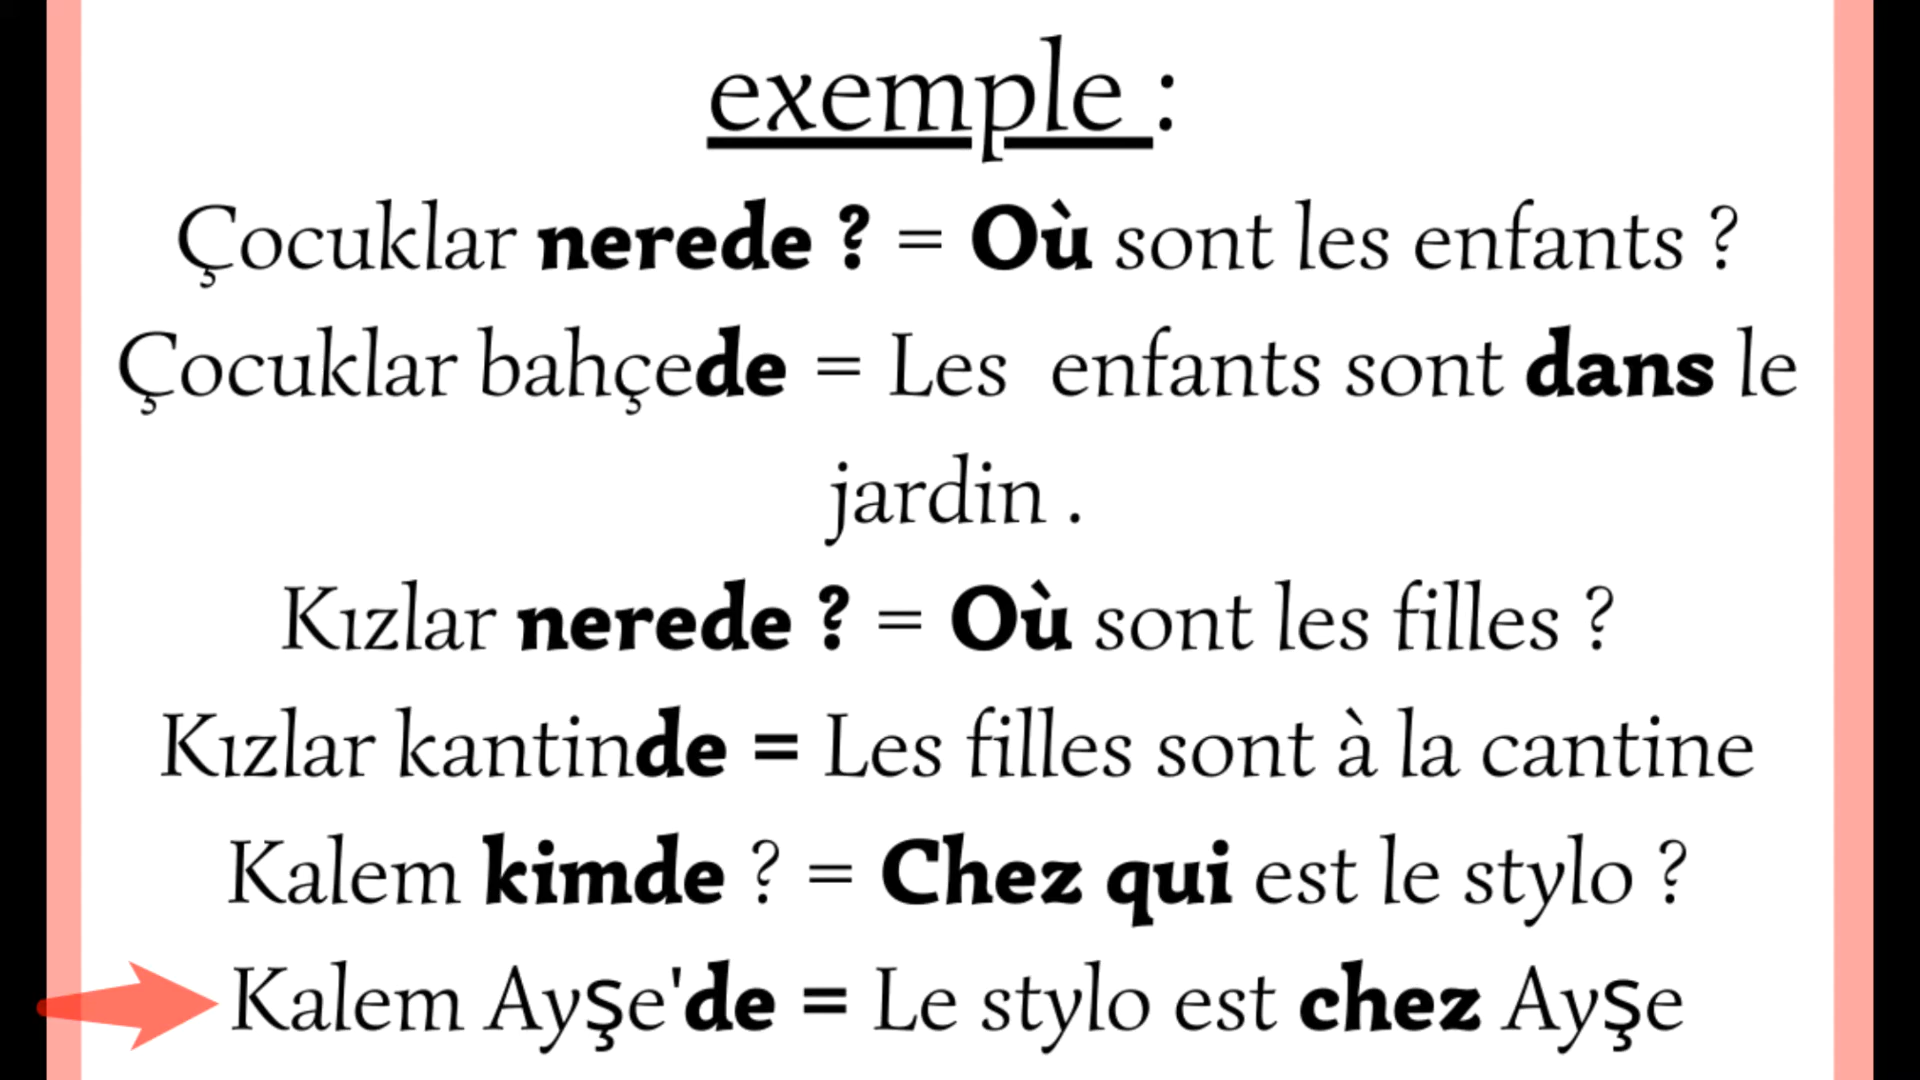 exemple :
Çocuklar nerede ? = Où sont les enfants ?
Çocuklar bahçede = Les enfants sont dans le
jardin .
Kızlar nerede ? = Où sont les filles ?
Kızlar kantinde = Les filles sont à la cantine
Kalem kimde ? = Chez qui est le stylo ?
Kalem Ayşe'de = Le stylo est chez Ayşe